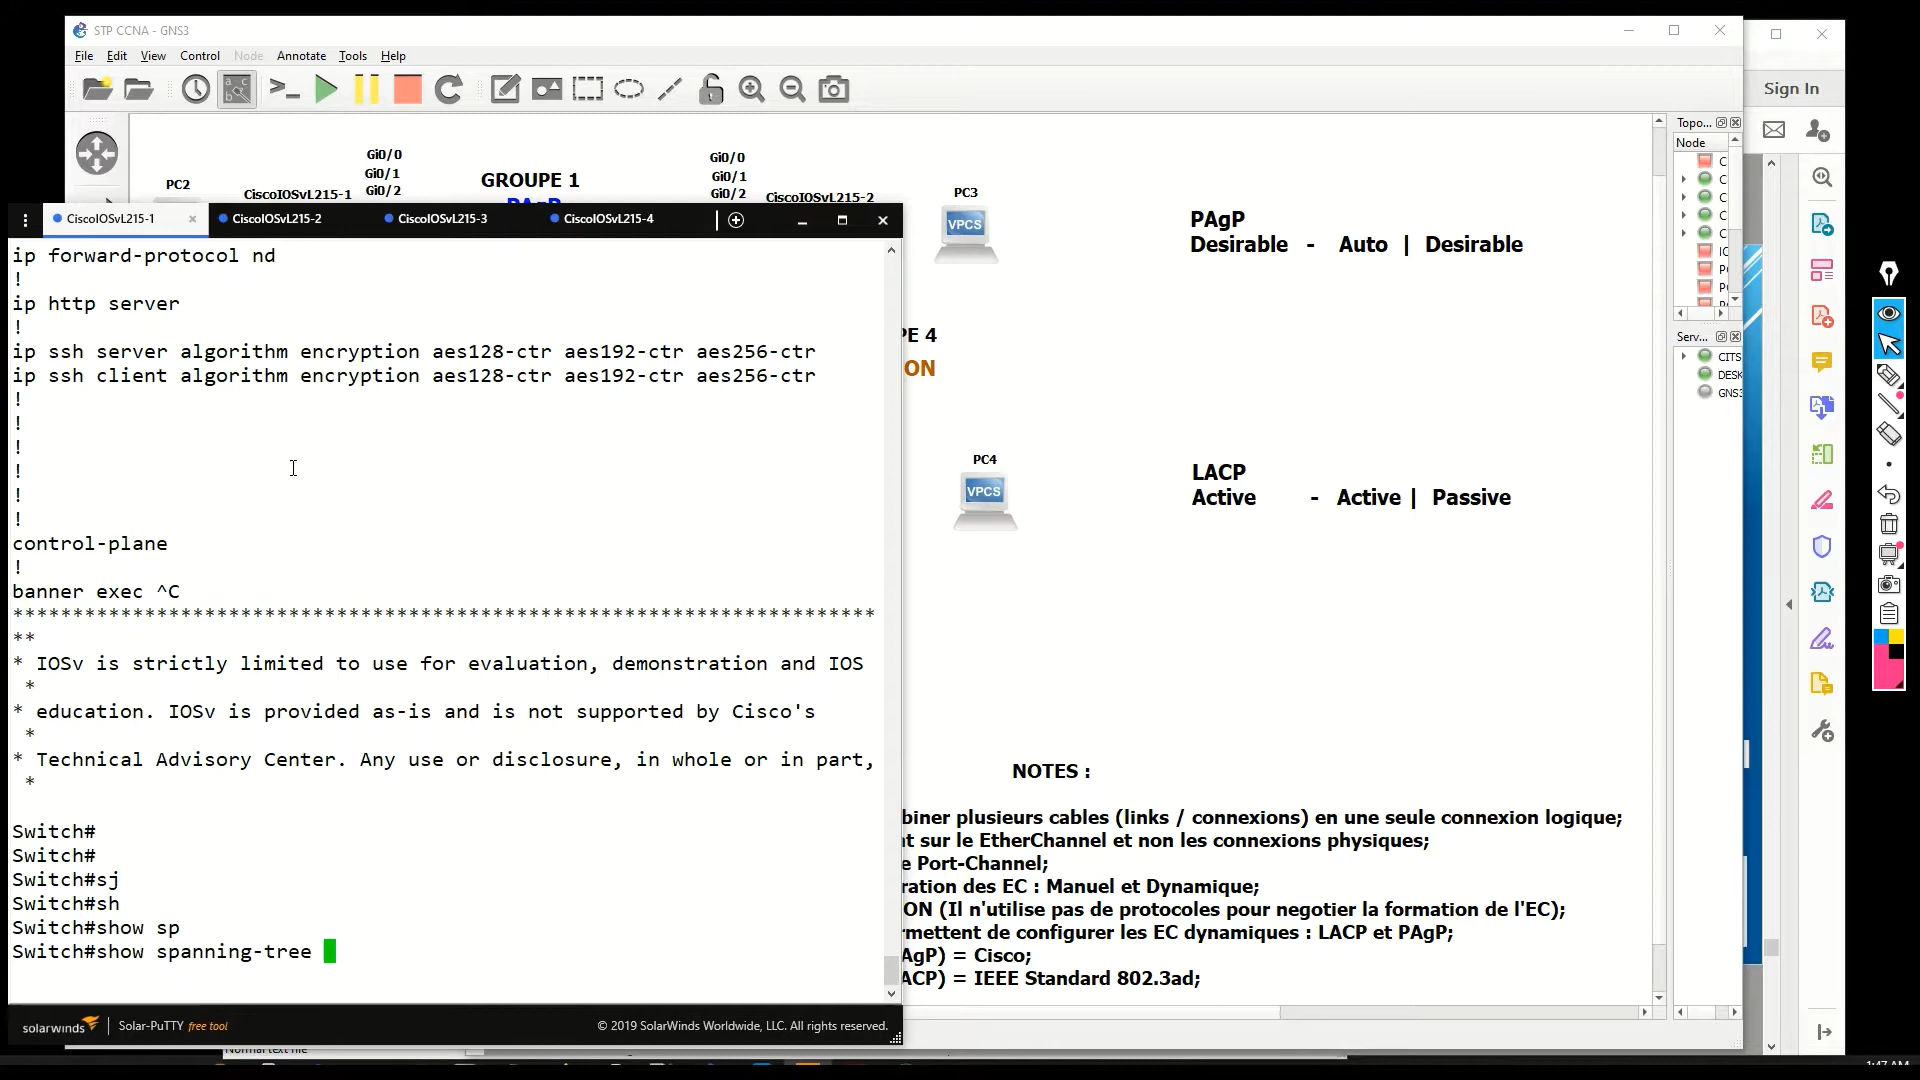 STP CCNA - GNS3
File Edit View Control Node Annotate Tools Help
Sign In
Topo...
Node
Gi0/0
Gi0/1
Gi0/2
GROUPE 1
Gi0/0
Gi0/1
Gi0/2
PC2
CiscoIOSvL215-1
CiscoIOSvL215-2
PC3
VPCS
PAgP
Desirable - Auto | Desirable
CiscoIOSvL215-1 CiscoIOSvL215-2 CiscoIOSvL215-3 CiscoIOSvL215-4
ip forward-protocol nd
!
ip http server
!
ip ssh server algorithm encryption aes128-ctr aes192-ctr aes256-ctr
ip ssh client algorithm encryption aes128-ctr aes192-ctr aes256-ctr
!
!
!
!
!
!
control-plane
!
banner exec ^C
************************************************************************
**
* IOSv is strictly limited to use for evaluation, demonstration and IOS
*
* education. IOSv is provided as-is and is not supported by Cisco's
*
* Technical Advisory Center. Any use or disclosure, in whole or in part,
*
Switch#
Switch#
Switch#sj
Switch#sh
Switch#show sp
Switch#show spanning-tree
solarwinds | Solar-PuTTY free tool
© 2019 SolarWinds Worldwide, LLC. All rights reserved.
PE 4
ON
Serv...
CITS
DESK
GNS3
PC4
VPCS
LACP
Active - Active | Passive
NOTES :
biner plusieurs cables (links / connexions) en une seule connexion logique;
t sur le EtherChannel et non les connexions physiques;
e Port-Channel;
ration des EC : Manuel et Dynamique;
ON (Il n'utilise pas de protocoles pour negotier la formation de l'EC);
rmettent de configurer les EC dynamiques : LACP et PAgP;
AgP) = Cisco;
ACP) = IEEE Standard 802.3ad;
Normal text file
1:47 AM